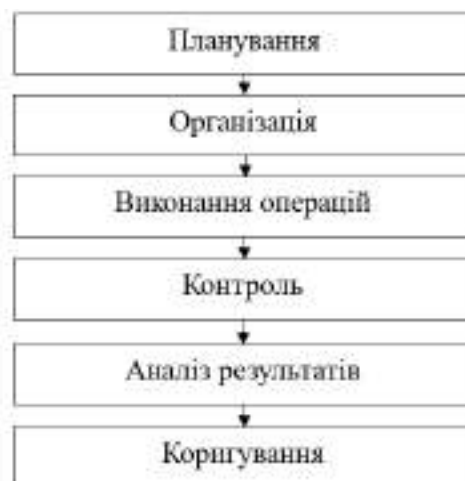 Планування
Організація
Виконання операцій
Контроль
Аналіз результатів
Коригування